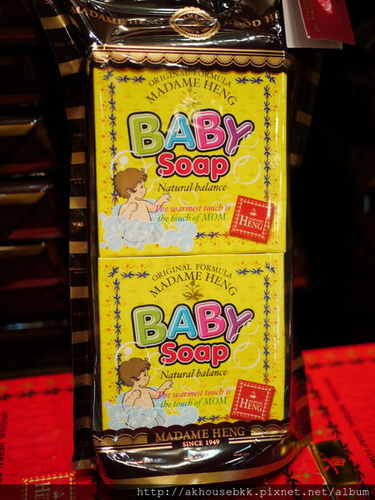 MADAME HENG
ORIGINAL FORMULA
MADAME HENG
BABY
Soap
Natural balance
The warmest touch is
the touch of MOM
HENG
ORIGINAL FORMULA
MADAME HENG
BABY
Soap
Natural balance
The warmest touch is
the touch of MOM
HENG
MADAME HENG
SINCE 1949
http://akhousebkk.pixnet.net/album